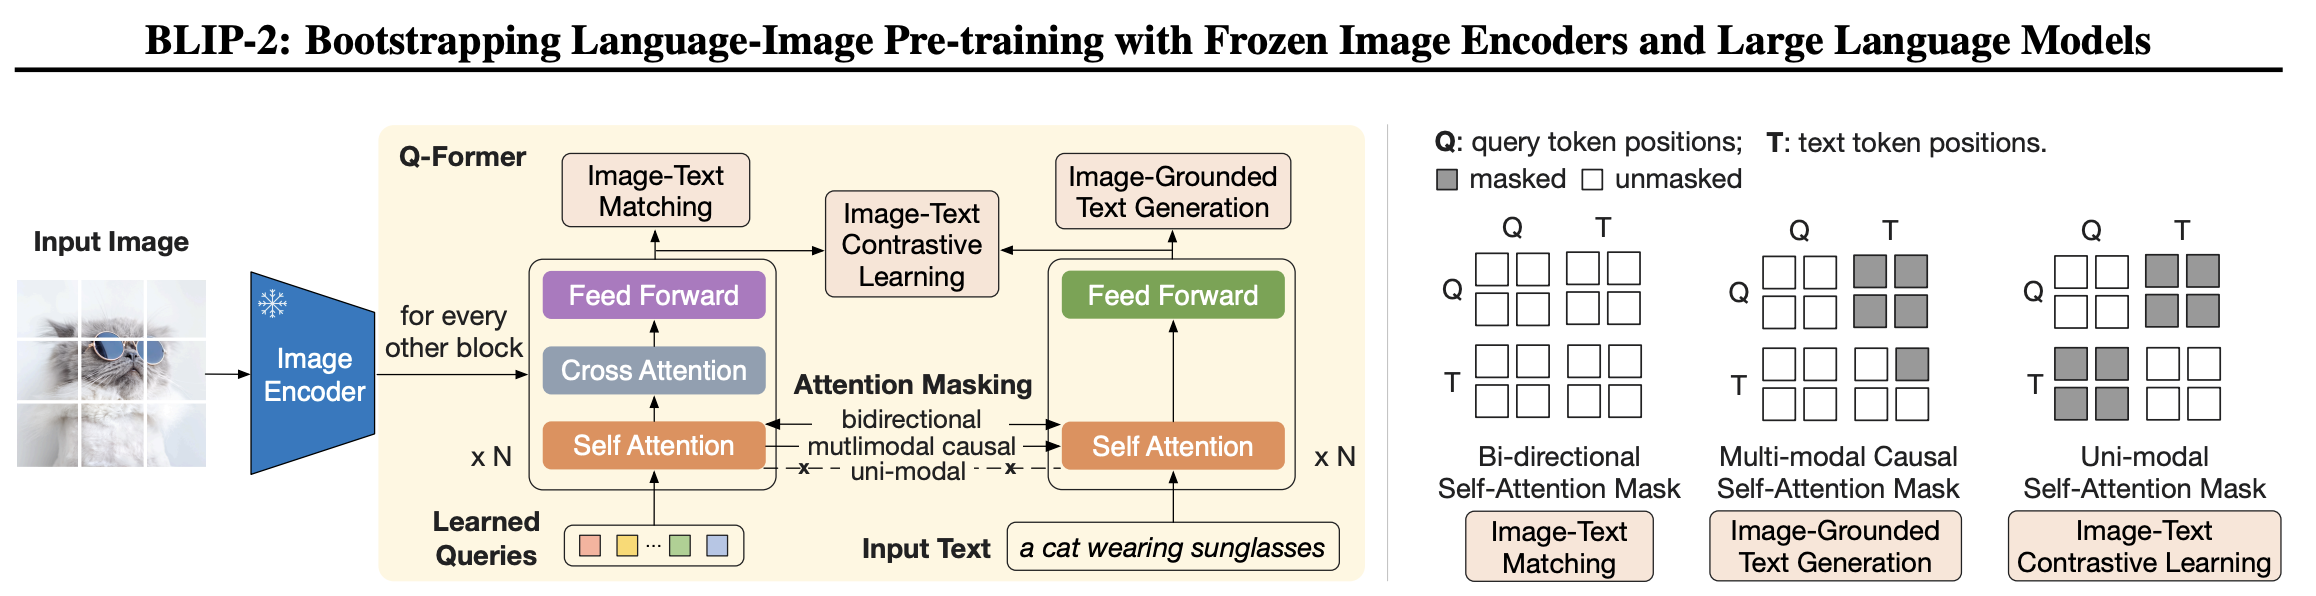 BLIP-2: Bootstrapping Language-Image Pre-training with Frozen Image Encoders and Large Language Models
Input Image
Image
Encoder
for every
other block
Q-Former
Image-Text
Matching
Image-Text
Contrastive
Learning
Image-Grounded
Text Generation
Feed Forward
Cross Attention
Self Attention
x N
Attention Masking
bidirectional
mutlimodal causal
x uni-modal x
Feed Forward
Self Attention
x N
Learned
Queries
...
Input Text
a cat wearing sunglasses
Q: query token positions; T: text token positions.
masked unmasked
Q T
Q
T
Bi-directional
Self-Attention Mask
Image-Text
Matching
Q T
Q
T
Multi-modal Causal
Self-Attention Mask
Image-Grounded
Text Generation
Q T
Q
T
Uni-modal
Self-Attention Mask
Image-Text
Contrastive Learning